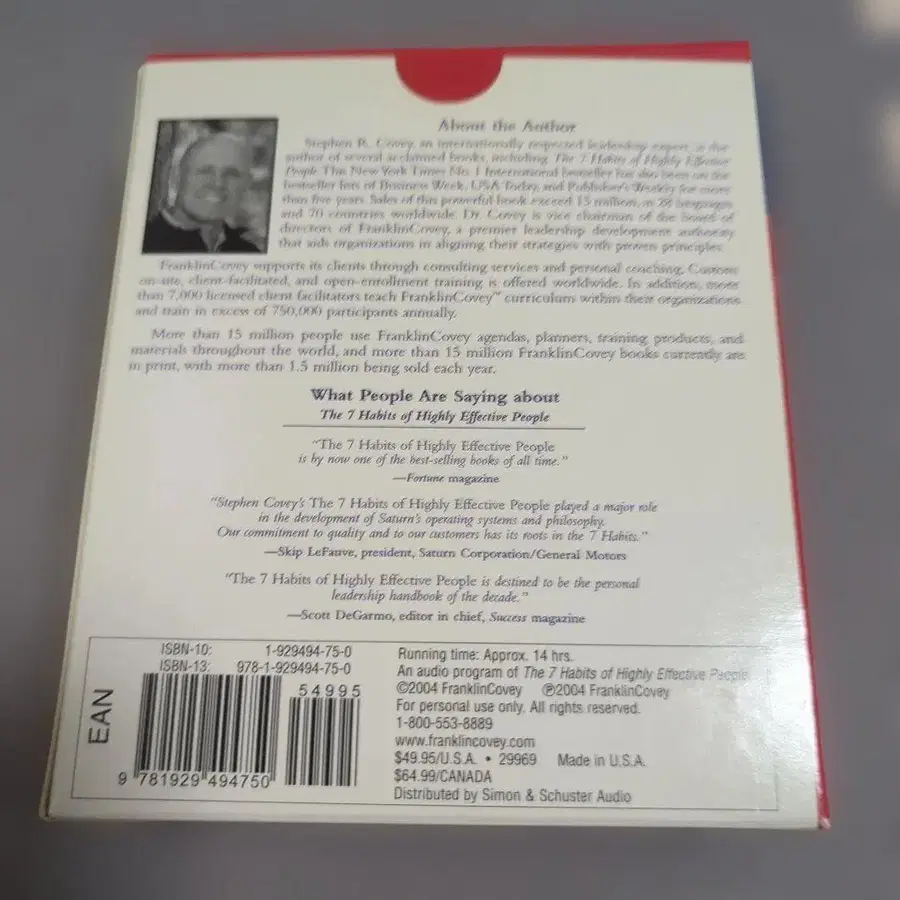 About the Author
Stephen R. Covey, an internationally respected leadership expert, is the
author of several acclaimed books, including The 7 Habits of Highly Effective
People. This New York Times No. 1 International bestseller has also been on the
bestseller lists of Business Week, USA Today, and Publisher's Weekly for more
than five years. Sales of this powerful book exceed 15 million, in 28 languages
and 70 countries worldwide. Dr. Covey is vice chairman of the board of
directors of FranklinCovey, a premier leadership development authority
that aids organizations in aligning their strategies with proven principles.
FranklinCovey supports its clients through consulting services and personal coaching. Custom
on-site, client-facilitated, and open-enrollment training is offered worldwide. In addition, more
than 7,000 licensed client facilitators teach FranklinCovey™ curriculum within their organizations
and train in excess of 750,000 participants annually.
More than 15 million people use FranklinCovey agendas, planners, training products, and
materials throughout the world, and more than 15 million FranklinCovey books currently are
in print, with more than 1.5 million being sold each year.
What People Are Saying about
The 7 Habits of Highly Effective People
"The 7 Habits of Highly Effective People
is by now one of the best-selling books of all time."
—Fortune magazine
"Stephen Covey's The 7 Habits of Highly Effective People played a major role
in the development of Saturn's operating systems and philosophy.
Our commitment to quality and to our customers has its roots in the 7 Habits."
—Skip LeFauve, president, Saturn Corporation/General Motors
"The 7 Habits of Highly Effective People is destined to be the personal
leadership handbook of the decade."
—Scott DeGarmo, editor in chief, Success magazine
ISBN-10: 1-929494-75-0
ISBN-13: 978-1-929494-75-0
54995
EAN
9 781929 494750
Running time: Approx. 14 hrs.
An audio program of The 7 Habits of Highly Effective People
©2004 FranklinCovey ℗2004 FranklinCovey
For personal use only. All rights reserved.
1-800-553-8889
www.franklincovey.com
$49.95/U.S.A. • 29969 Made in U.S.A.
$64.99/CANADA
Distributed by Simon & Schuster Audio